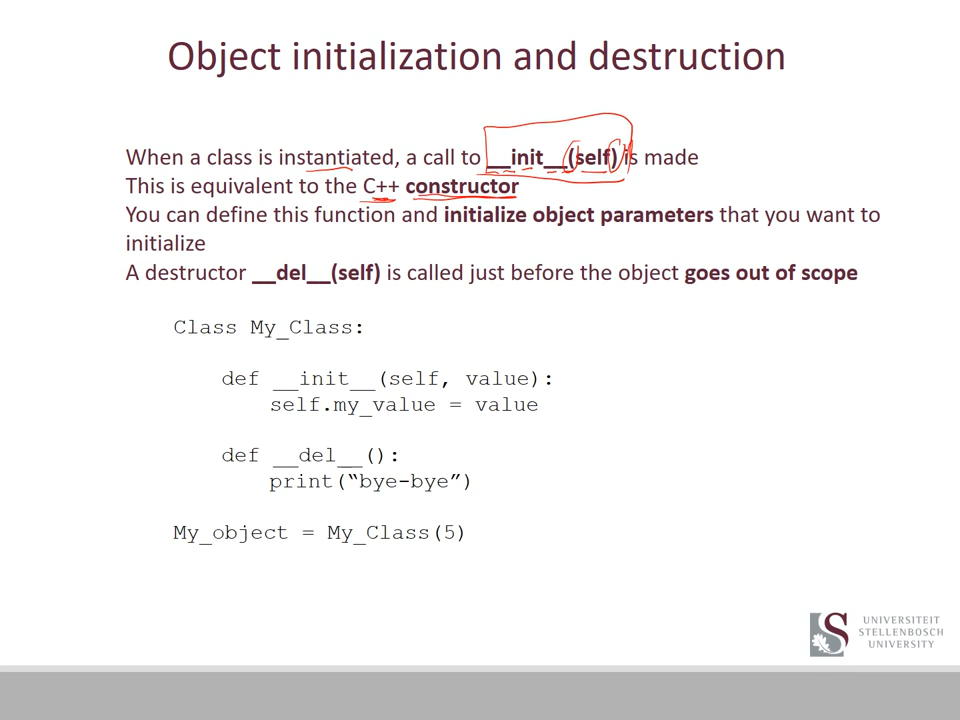 Object initialization and destruction
When a class is instantiated, a call to __init__(self) is made
This is equivalent to the C++ constructor
You can define this function and initialize object parameters that you want to
initialize
A destructor __del__(self) is called just before the object goes out of scope
Class My_Class:
def __init__(self, value):
self.my_value = value
def __del__():
print(“bye-bye”)
My_object = My_Class(5)
UNIVERSITEIT
STELLENBOSCH
UNIVERSITY